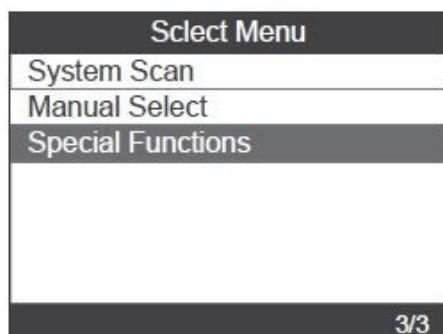 Sclect Menu
System Scan
Manual Select
Special Functions
3/3